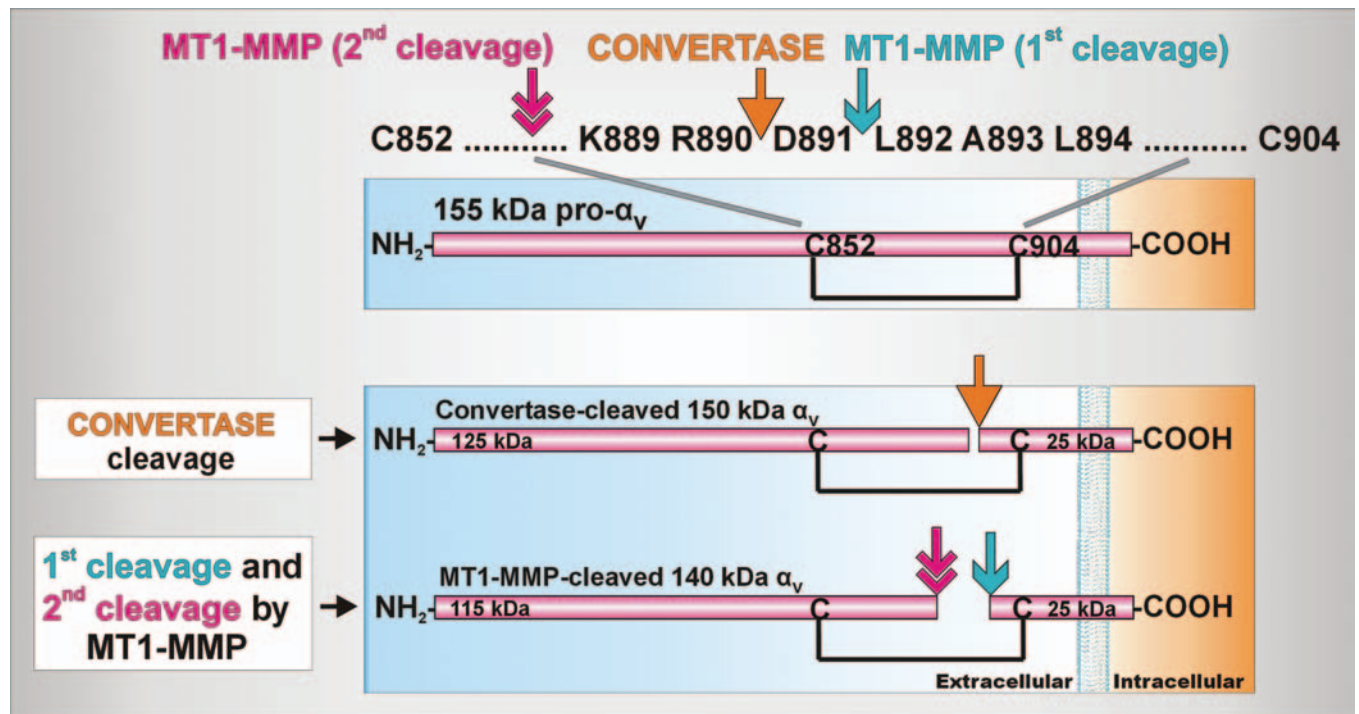 MT1-MMP (2nd cleavage) CONVERTASE MT1-MMP (1st cleavage)
C852 ........... K889 R890 D891 L892 A893 L894 ........... C904
155 kDa pro-αv
NH2- C852 C904 -COOH
CONVERTASE
cleavage
Convertase-cleaved 150 kDa αv
NH2- 125 kDa C C 25 kDa -COOH
1st cleavage and
2nd cleavage by
MT1-MMP
MT1-MMP-cleaved 140 kDa αv
NH2- 115 kDa C C 25 kDa -COOH
Extracellular Intracellular